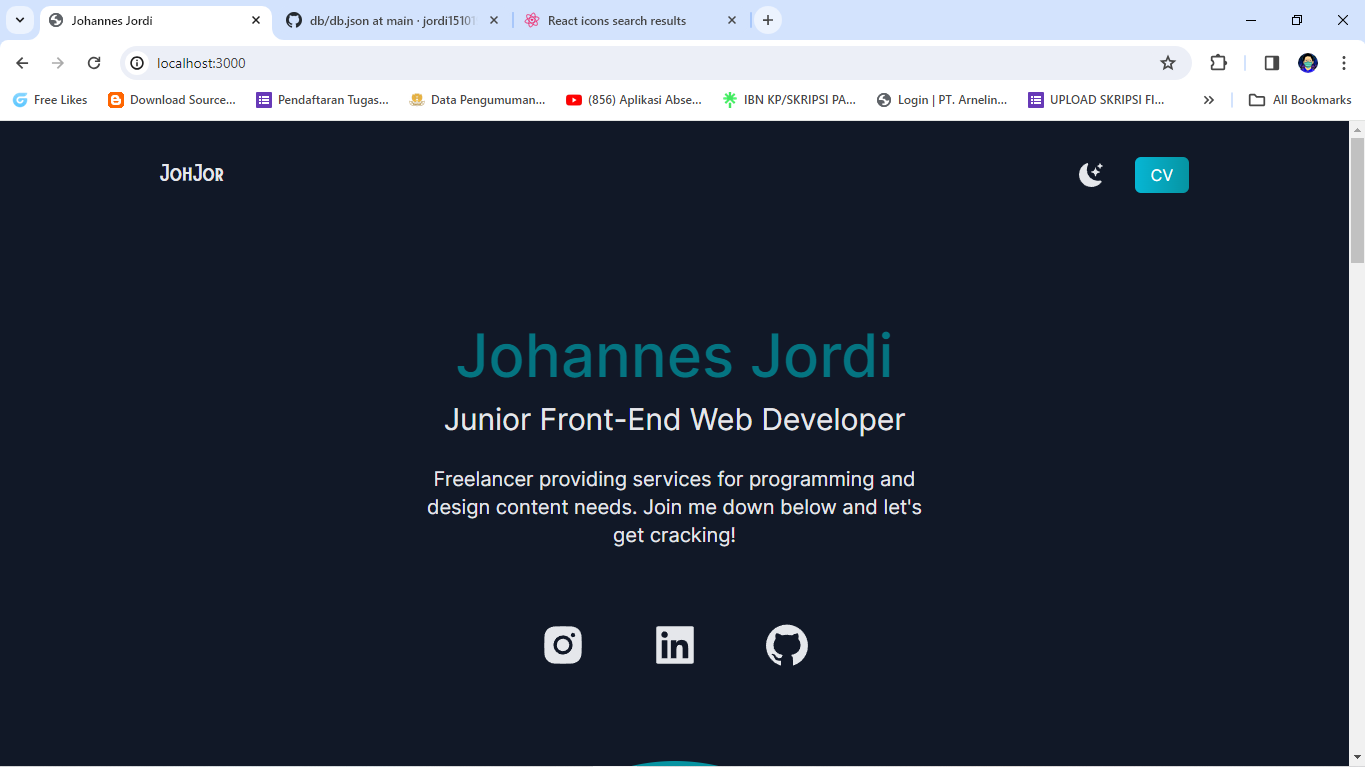 Johannes Jordi
db/db.json at main · jordi15101
React icons search results
localhost:3000
Free Likes
Download Source...
Pendaftaran Tugas...
Data Pengumuman...
(856) Aplikasi Abse...
IBN KP/SKRIPSI PA...
Login | PT. Arnelin...
UPLOAD SKRIPSI FI...
All Bookmarks
JOHJOR
CV
Johannes Jordi
Junior Front-End Web Developer
Freelancer providing services for programming and
design content needs. Join me down below and let's
get cracking!
in